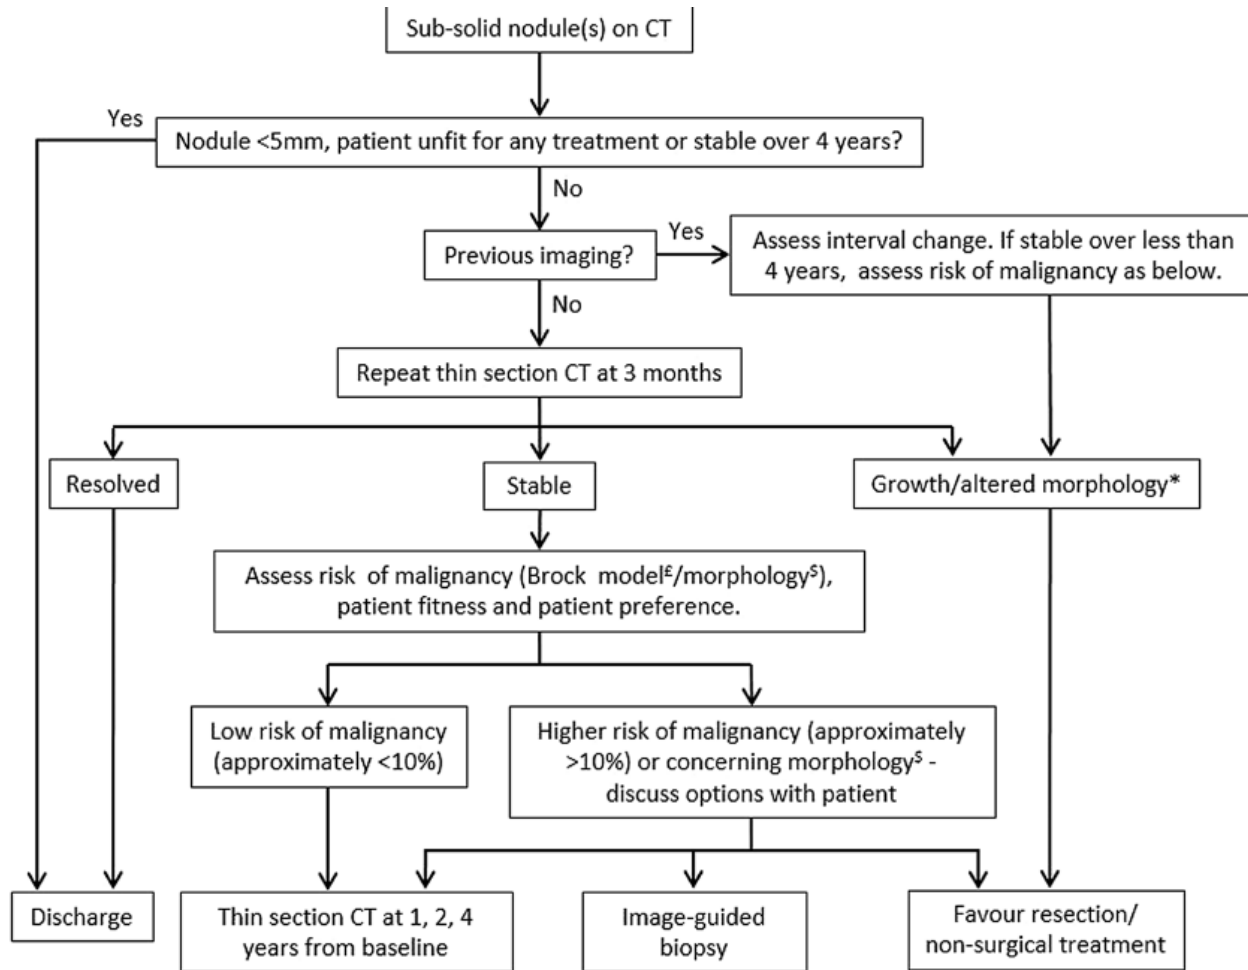 Sub-solid nodule(s) on CT
Yes
Nodule <5mm, patient unfit for any treatment or stable over 4 years?
No
Previous imaging?
Yes
Assess interval change. If stable over less than
4 years, assess risk of malignancy as below.
No
Repeat thin section CT at 3 months
Resolved
Stable
Growth/altered morphology*
Assess risk of malignancy (Brock model£/morphology$),
patient fitness and patient preference.
Low risk of malignancy
(approximately <10%)
Higher risk of malignancy (approximately
>10%) or concerning morphology$ -
discuss options with patient
Discharge
Thin section CT at 1, 2, 4
years from baseline
Image-guided
biopsy
Favour resection/
non-surgical treatment